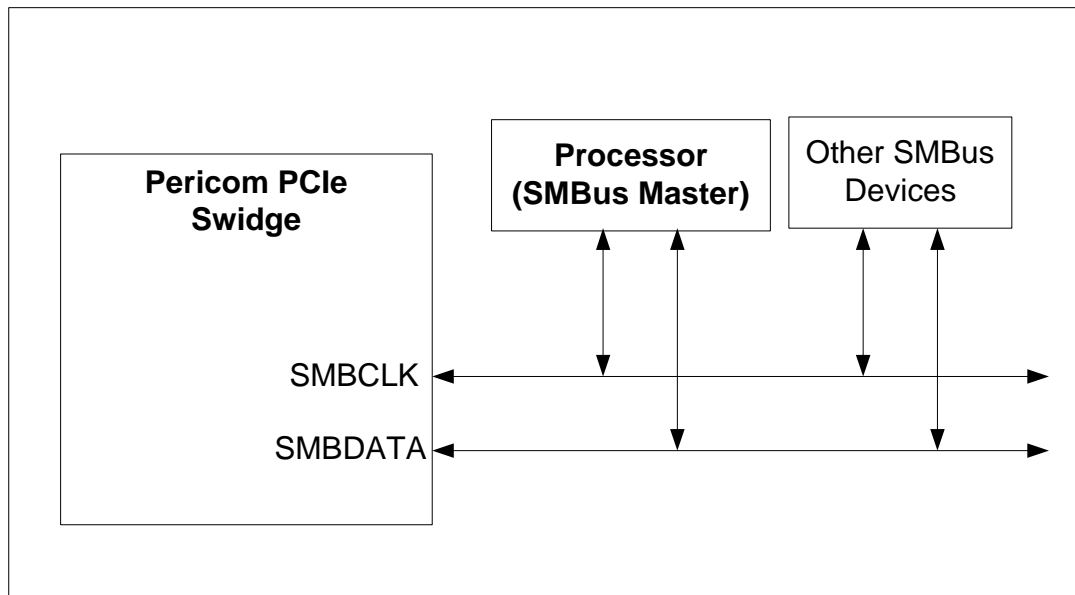 Pericom PCIe
Swidge
Processor
(SMBus Master)
Other SMBus
Devices
SMBCLK
SMBDATA